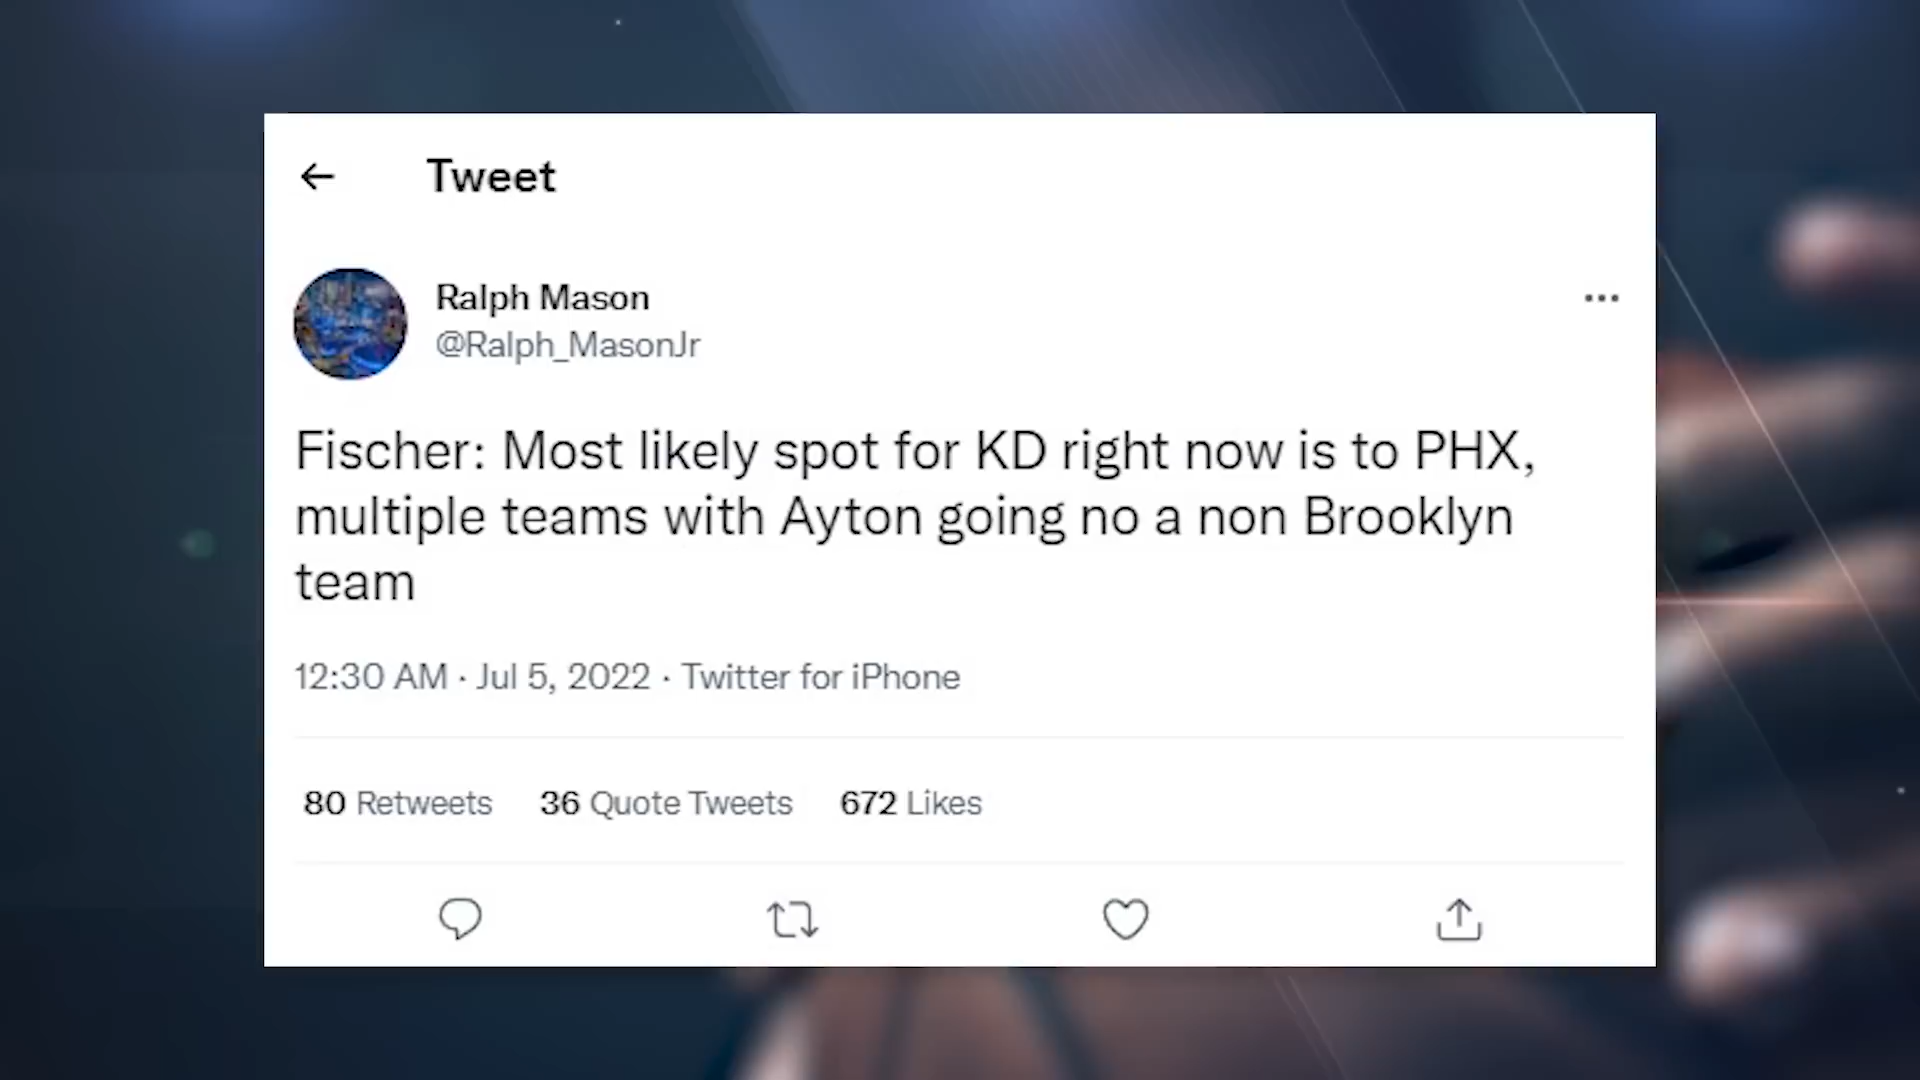 Tweet
Ralph Mason
@Ralph_MasonJr
Fischer: Most likely spot for KD right now is to PHX,
multiple teams with Ayton going no a non Brooklyn
team
12:30 AM · Jul 5, 2022 · Twitter for iPhone
80 Retweets 36 Quote Tweets 672 Likes